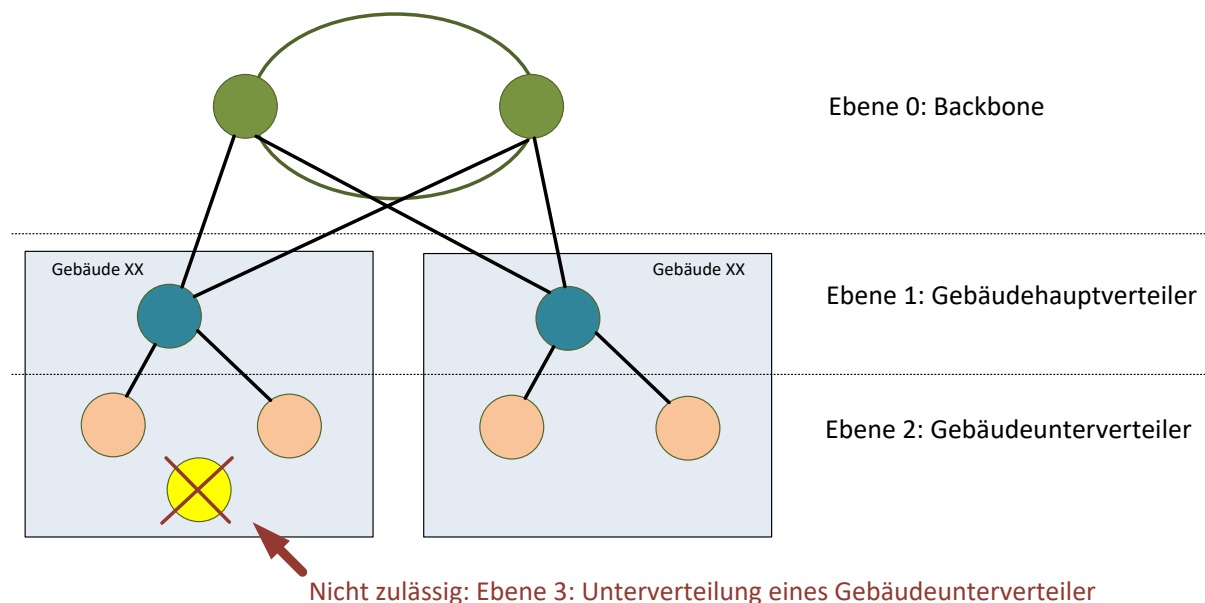 Ebene 0: Backbone
Gebäude XX
Gebäude XX
Ebene 1: Gebäudehauptverteiler
Ebene 2: Gebäudeunterverteiler
Nicht zulässig: Ebene 3: Unterverteilung eines Gebäudeunterverteiler